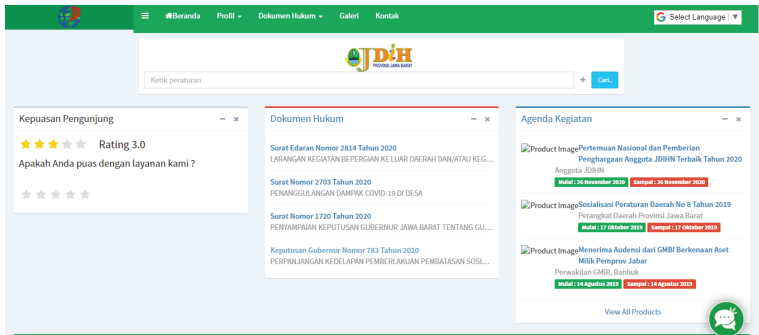 Beranda Profil Dokumen Hukum Galeri Kontak
G Select Language
JDiH
PROVINSI JAWA BARAT
Ketik peraturan
+ Cari..
Kepuasan Pengunjung
Rating 3.0
Apakah Anda puas dengan layanan kami ?
Dokumen Hukum
Surat Edaran Nomor 2814 Tahun 2020
LARANGAN KEGIATAN BEPERGIAN KE LUAR DAERAH DAN/ATAU KEG...
Surat Nomor 2703 Tahun 2020
PENANGGULANGAN DAMPAK COVID-19 DI DESA
Surat Nomor 1720 Tahun 2020
PENYAMPAIAN KEPUTUSAN GUBERNUR JAWA BARAT TENTANG GU...
Keputusan Gubernur Nomor 783 Tahun 2020
PERPANJANGAN KEDELAPAN PEMBERLAKUAN PEMBATASAN SOSI...
Agenda Kegiatan
Product Image Pertemuan Nasional dan Pemberian
Penghargaan Anggota JDIHN Terbaik Tahun 2020
Anggota JDIHN
Mulai : 26 November 2020 Sampai : 26 November 2020
Product Image Sosialisasi Peraturan Daerah No 8 Tahun 2019
Perangkat Daerah Provinsi Jawa Barat
Mulai : 17 Oktober 2019 Sampai : 17 Oktober 2019
Product Image Menerima Audensi dari GMBI Berkenaan Aset
Milik Pemprov Jabar
Perwakilan GMBI, Banhuk
Mulai : 14 Agustus 2019 Sampai : 14 Agustus 2019
View All Products